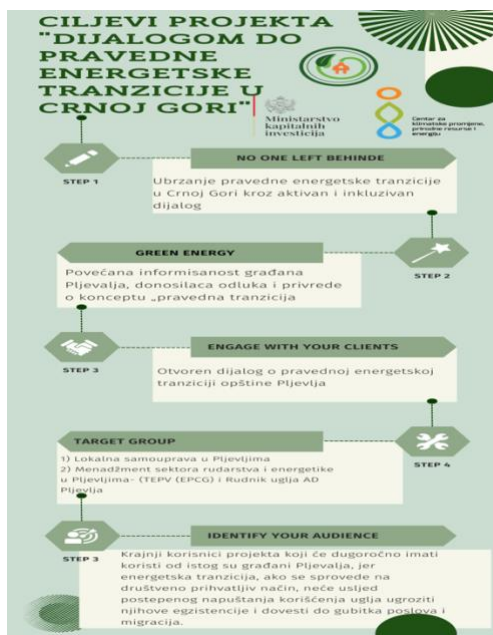 CILJEVI PROJEKTA
"DIJALOGOM DO
PRAVEDNE
ENERGETSKE
TRANZICIJE U
CRNOJ GORI"
Ministarstvo
kapitalnih
investicija
Centar za
klimatske promjene,
prirodne resurse i
energiju
NO ONE LEFT BEHINDE
STEP 1
Ubrzanje pravedne energetske tranzicije
u Crnoj Gori kroz aktivan i inkluzivan
dijalog
GREEN ENERGY
STEP 2
Povećana informisanost građana
Pljevalja, donosilaca odluka i privrede
o konceptu „pravedna tranzicija
ENGAGE WITH YOUR CLIENTS
STEP 3
Otvoren dijalog o pravednoj energetskoj
tranziciji opštine Pljevlja
TARGET GROUP
STEP 4
1) Lokalna samouprava u Pljevljima
2) Menadžment sektora rudarstva i energetike
u Pljevljima- (TEPV (EPCG) i Rudnik uglja AD
Pljevlja
IDENTIFY YOUR AUDIENCE
STEP 3
Krajnji korisnici projekta koji će dugoročno imati
koristi od istog su građani Pljevalja, jer
energetska tranzicija, ako se sprovede na
društveno prihvatljiv način, neće usljed
postepenog napuštanja korišćenja uglja ugroziti
njihove egzistencije i dovesti do gubitka poslova i
migracija.